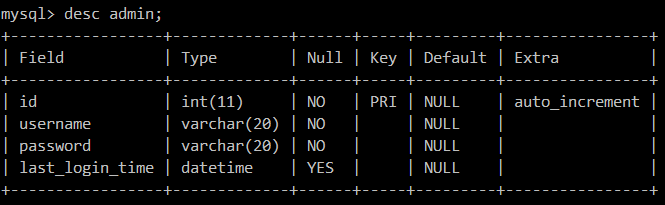 mysql> desc admin;
+-----------------+-------------+------+-----+---------+----------------+
| Field           | Type        | Null | Key | Default | Extra          |
+-----------------+-------------+------+-----+---------+----------------+
| id              | int(11)     | NO   | PRI | NULL    | auto_increment |
| username        | varchar(20) | NO   |     | NULL    |                |
| password        | varchar(20) | NO   |     | NULL    |                |
| last_login_time | datetime    | YES  |     | NULL    |                |
+-----------------+-------------+------+-----+---------+----------------+